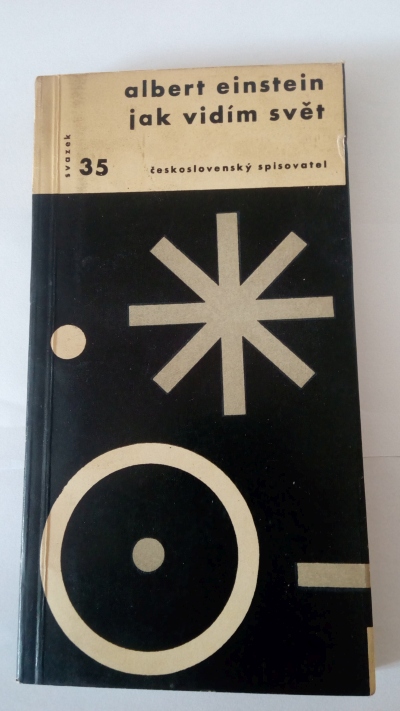 albert einstein
jak vidím svět
svazek 35
československý spisovatel